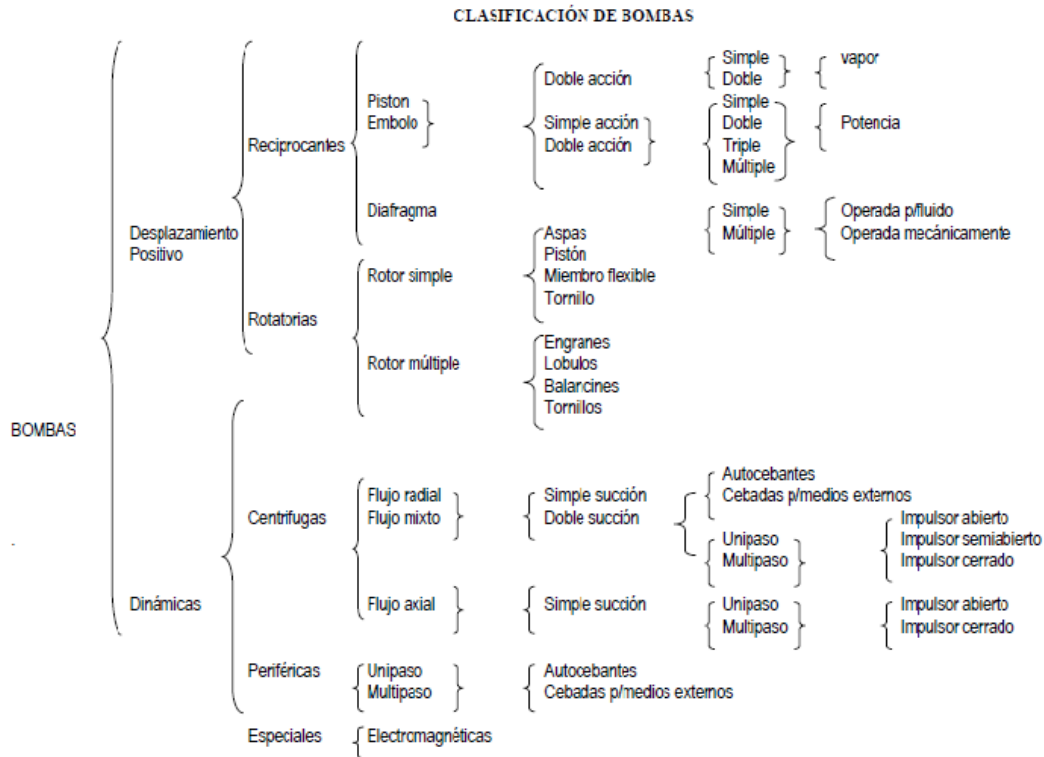 CLASIFICACIÓN DE BOMBAS
BOMBAS
Desplazamiento
Positivo
Reciprocantes
Piston
Embolo
Doble acción
Simple
Doble
vapor
Simple acción
Doble acción
Simple
Doble
Triple
Múltiple
Potencia
Diafragma
Simple
Múltiple
Operada p/fluido
Operada mecánicamente
Rotatorias
Rotor simple
Aspas
Pistón
Miembro flexible
Tornillo
Rotor múltiple
Engranes
Lobulos
Balancines
Tornillos
Dinámicas
Centrifugas
Flujo radial
Flujo mixto
Simple succión
Doble succión
Autocebantes
Cebadas p/medios externos
Unipaso
Multipaso
Impulsor abierto
Impulsor semiabierto
Impulsor cerrado
Flujo axial
Simple succión
Unipaso
Multipaso
Impulsor abierto
Impulsor cerrado
Periféricas
Unipaso
Multipaso
Autocebantes
Cebadas p/medios externos
Especiales
Electromagnéticas